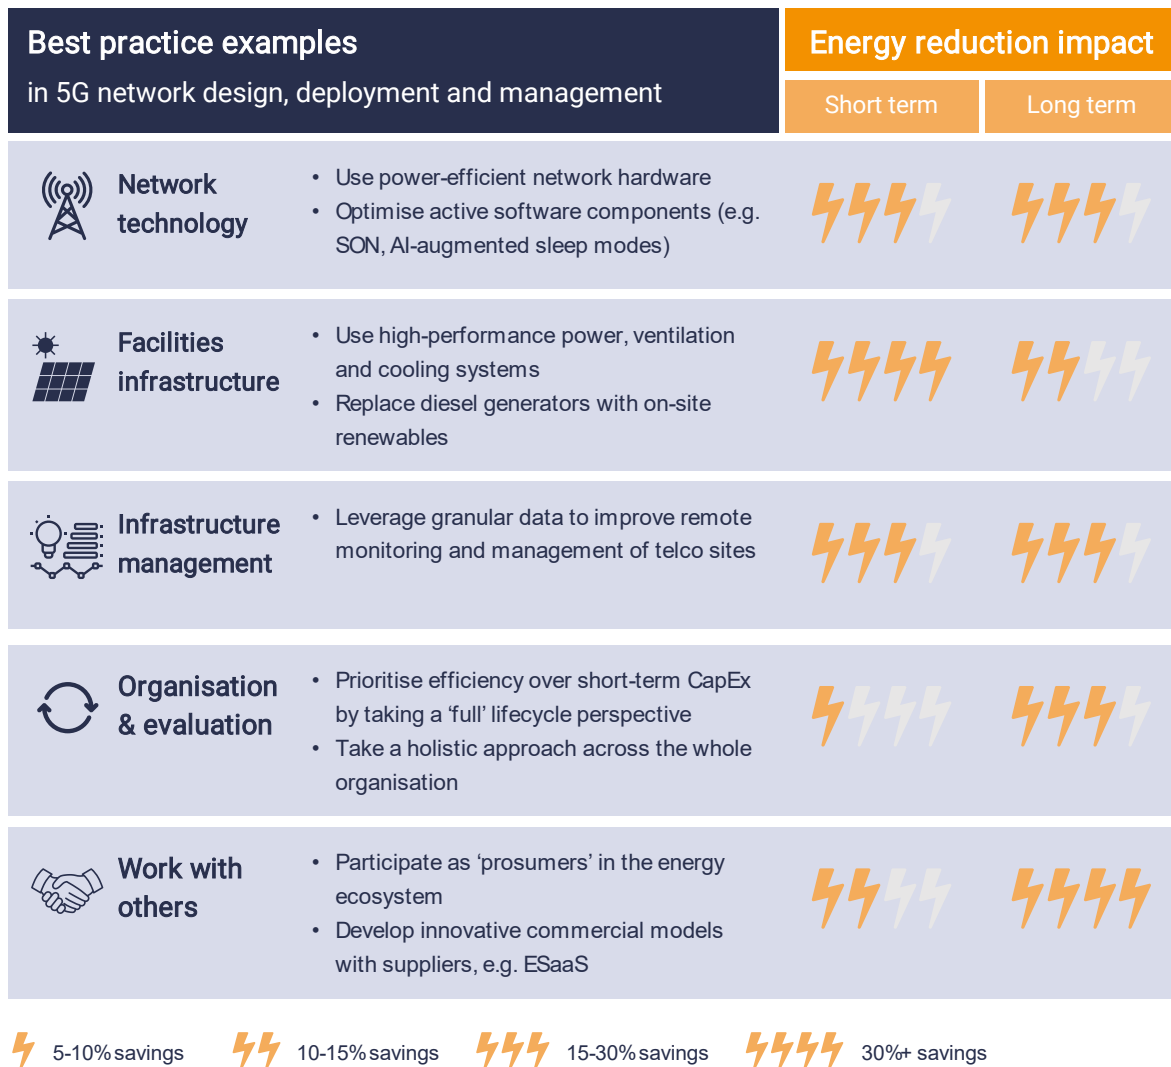 Best practice examples
in 5G network design, deployment and management
Energy reduction impact
Short term
Long term
Network
technology
• Use power-efficient network hardware
• Optimise active software components (e.g.
SON, AI-augmented sleep modes)
Facilities
infrastructure
• Use high-performance power, ventilation
and cooling systems
• Replace diesel generators with on-site
renewables
Infrastructure
management
• Leverage granular data to improve remote
monitoring and management of telco sites
Organisation
& evaluation
• Prioritise efficiency over short-term CapEx
by taking a ‘full’ lifecycle perspective
• Take a holistic approach across the whole
organisation
Work with
others
• Participate as ‘prosumers’ in the energy
ecosystem
• Develop innovative commercial models
with suppliers, e.g. ESaaS
5-10% savings
10-15% savings
15-30% savings
30%+ savings